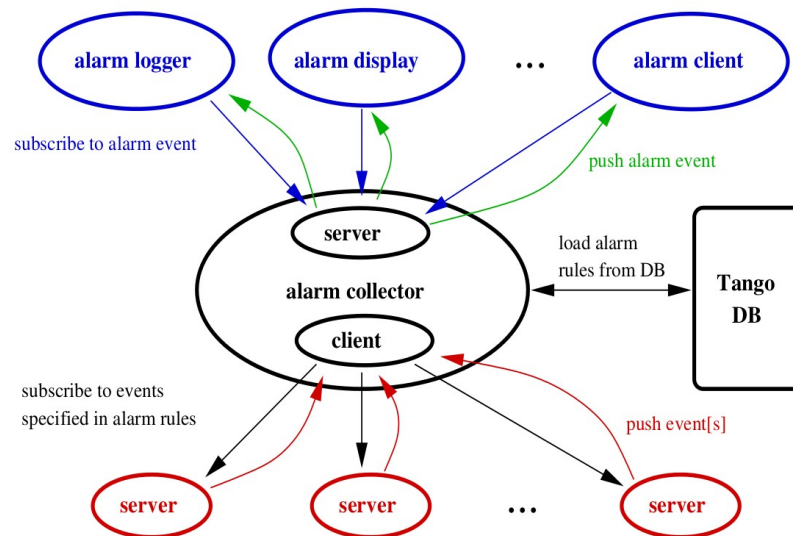 alarm logger
alarm display
...
alarm client
subscribe to alarm event
push alarm event
server
load alarm
rules from DB
alarm collector
Tango
DB
client
subscribe to events
specified in alarm rules
push event[s]
server
server
...
server